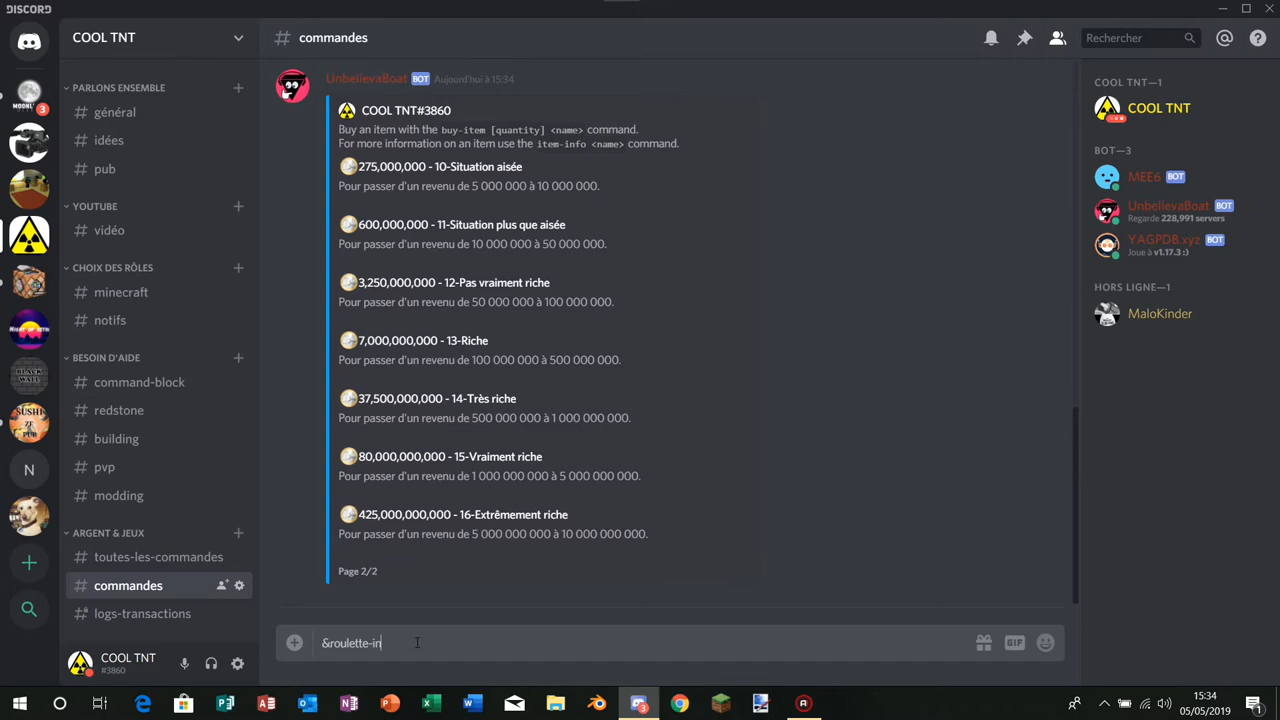 DISCORD
COOL TNT
# commandes
Rechercher
PARLONS ENSEMBLE
# général
# idées
# pub
YOUTUBE
# vidéo
CHOIX DES RÔLES
# minecraft
# notifs
BESOIN D'AIDE
# command-block
# redstone
# building
# pvp
# modding
ARGENT & JEUX
# toutes-les-commandes
# commandes
# logs-transactions
COOL TNT
#3860
3
N
UnbelievaBoat BOT Aujourd'hui à 15:34
COOL TNT#3860
Buy an item with the buy-item [quantity] <name> command.
For more information on an item use the item-info <name> command.
275,000,000 - 10-Situation aisée
Pour passer d'un revenu de 5 000 000 à 10 000 000.
600,000,000 - 11-Situation plus que aisée
Pour passer d'un revenu de 10 000 000 à 50 000 000.
3,250,000,000 - 12-Pas vraiment riche
Pour passer d'un revenu de 50 000 000 à 100 000 000.
7,000,000,000 - 13-Riche
Pour passer d'un revenu de 100 000 000 à 500 000 000.
37,500,000,000 - 14-Très riche
Pour passer d'un revenu de 500 000 000 à 1 000 000 000.
80,000,000,000 - 15-Vraiment riche
Pour passer d'un revenu de 1 000 000 000 à 5 000 000 000.
425,000,000,000 - 16-Extrêmement riche
Pour passer d'un revenu de 5 000 000 000 à 10 000 000 000.
Page 2/2
&roulette-in
GIF
COOL TNT—1
COOL TNT
BOT—3
MEE6 BOT
UnbelievaBoat BOT
Regarde 228,991 servers
YAGPDB.xyz BOT
Joue à v1.17.3 :)
HORS LIGNE—1
MaloKinder
3
15:34
05/05/2019